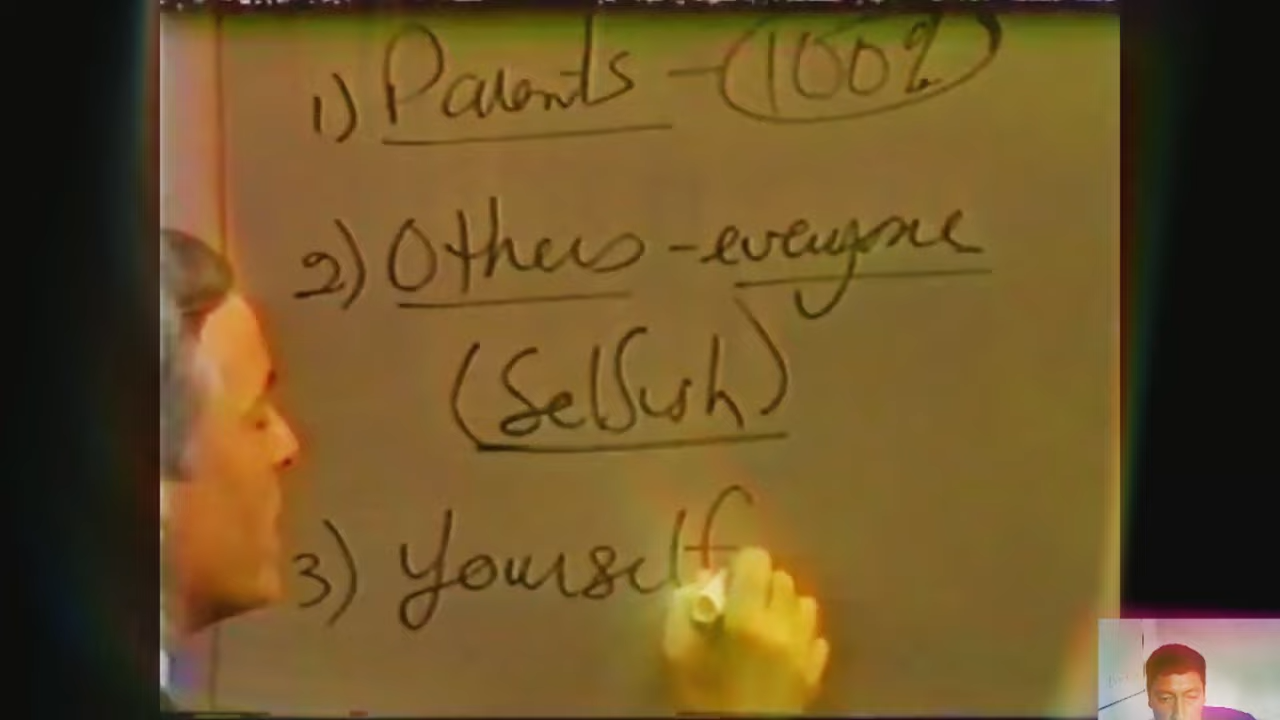 1) Parents - 100%
2) Others - everyone
(Selfish)
3) Yourself